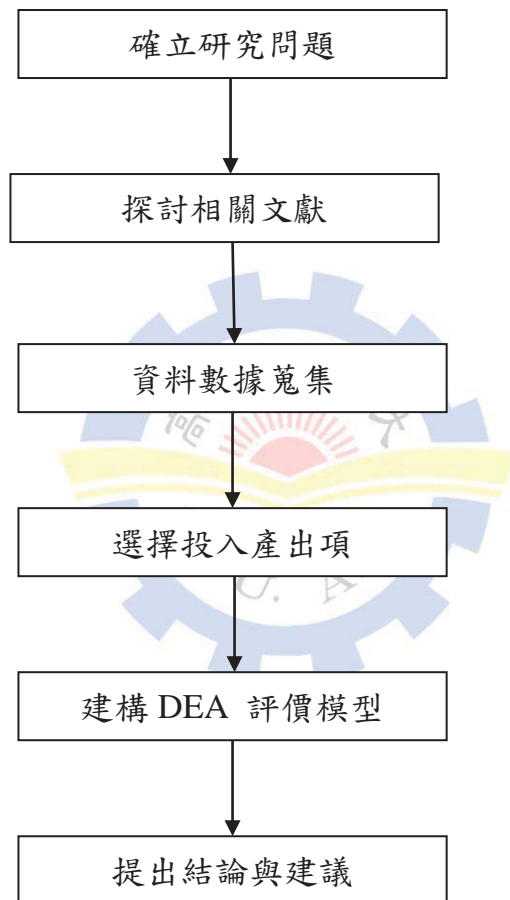 確立研究問題
探討相關文獻
資料數據蒐集
高 大
選擇投入產出項
U. A
建構 DEA 評價模型
提出結論與建議